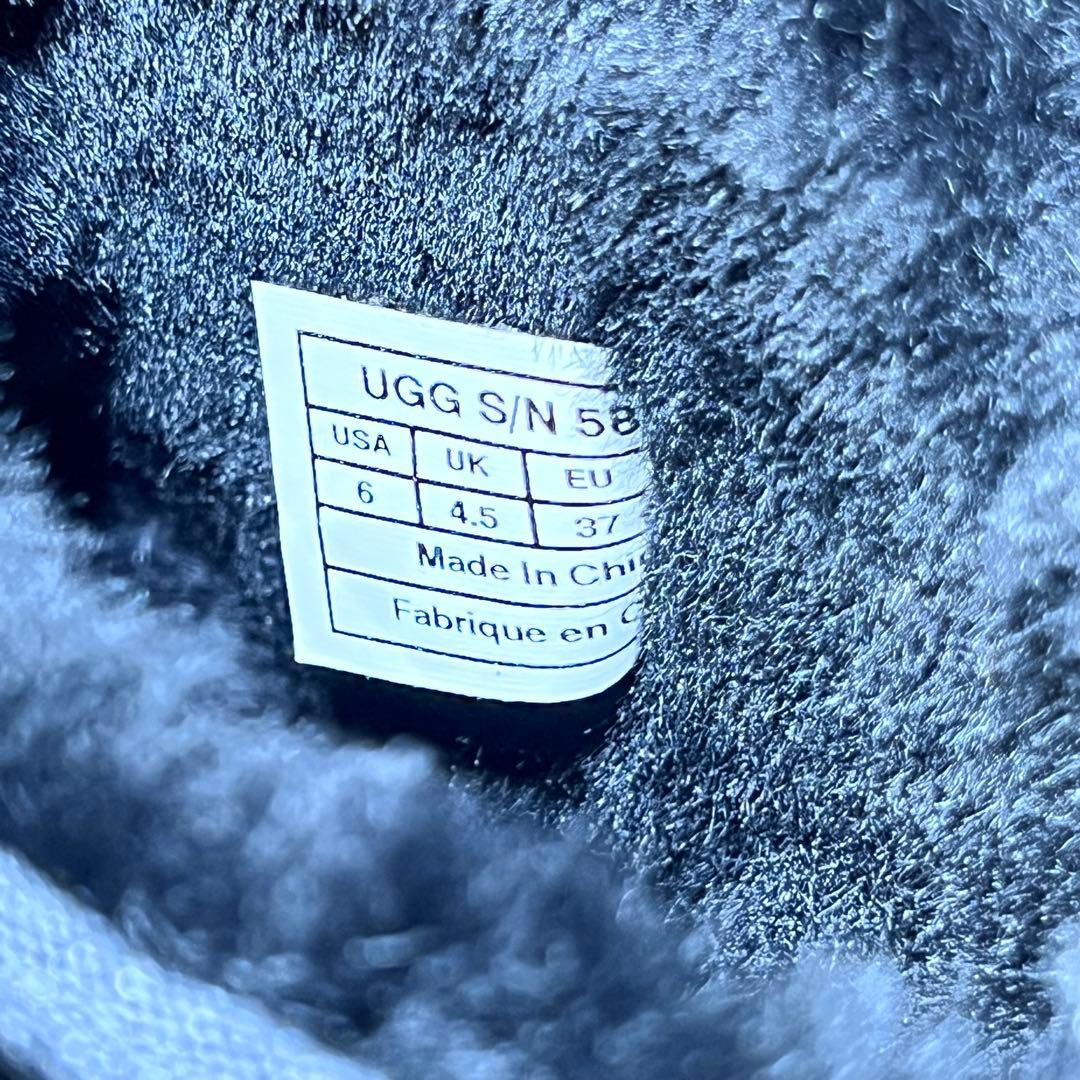 UGG S/N 58
USA UK EU
6 4.5 37
Made In Chi
Fabrique en C